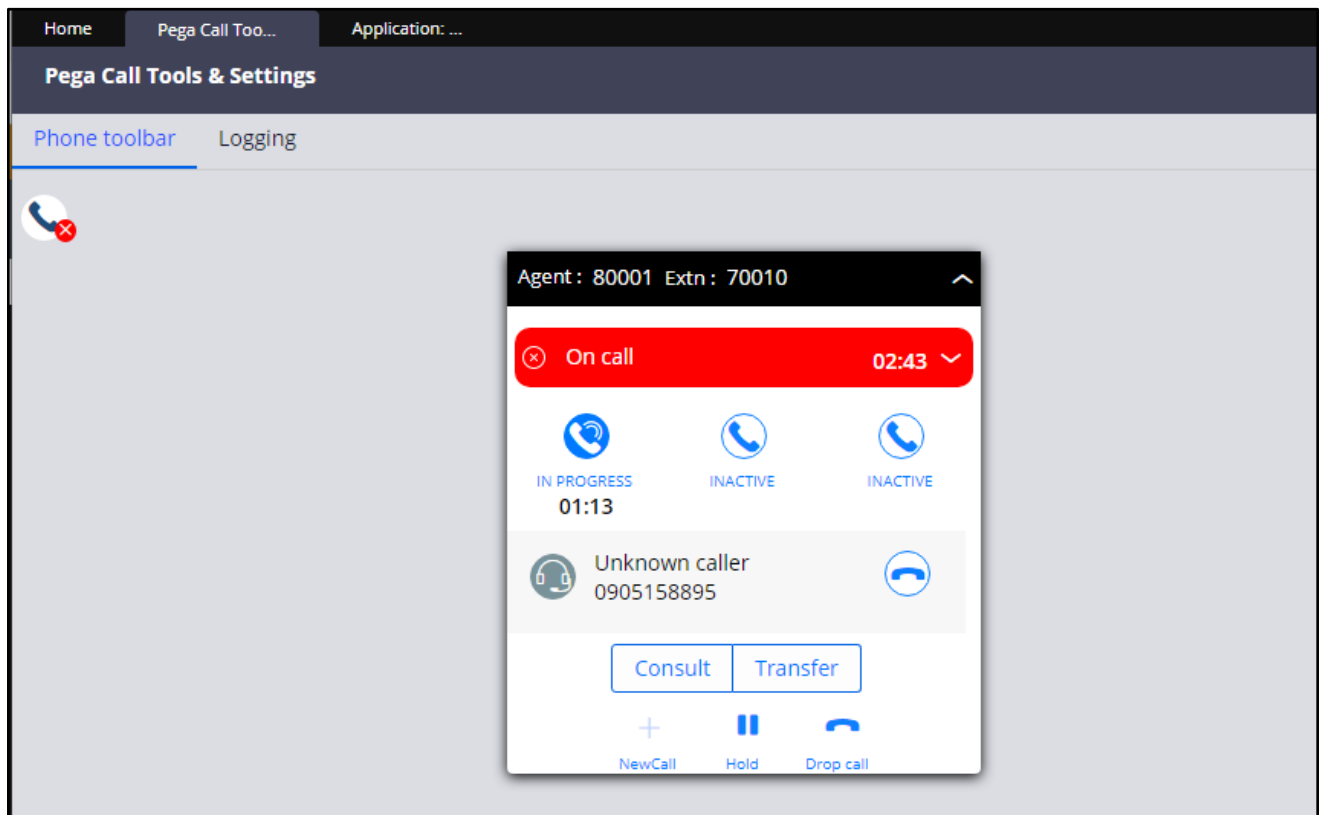 Home Pega Call Too... Application: ...
Pega Call Tools & Settings
Phone toolbar Logging
Agent : 80001 Extn : 70010
On call 02:43
IN PROGRESS INACTIVE INACTIVE
01:13
Unknown caller
0905158895
Consult Transfer
NewCall Hold Drop call